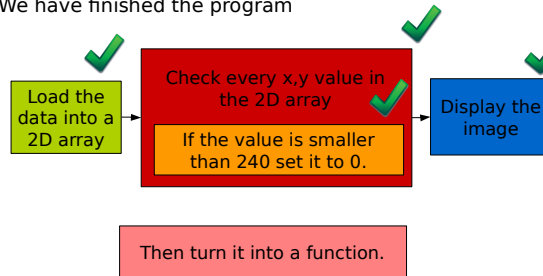 We have finished the program
Load the
data into a
2D array
Check every x,y value in
the 2D array
If the value is smaller
than 240 set it to 0.
Display the
image
Then turn it into a function.